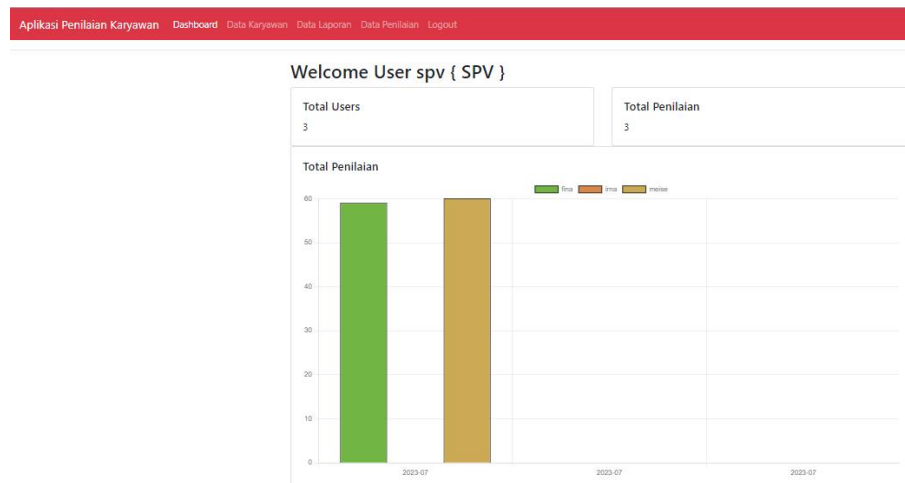 Aplikasi Penilaian Karyawan Dashboard Data Karyawan Data Laporan Data Penilaian Logout
Welcome User spv { SPV }
Total Users
3
Total Penilaian
3
Total Penilaian
fina irna meise
60
50
40
30
20
10
0
2023-07 2023-07 2023-07